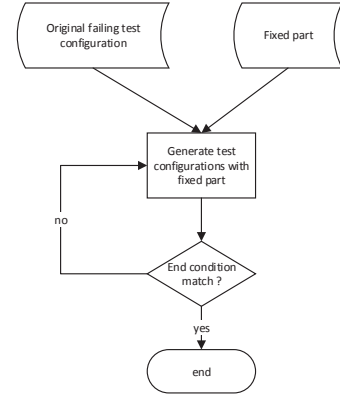 Original failing test
configuration
Fixed part
Generate test
configurations with
fixed part
no
End condition
match ?
yes
end